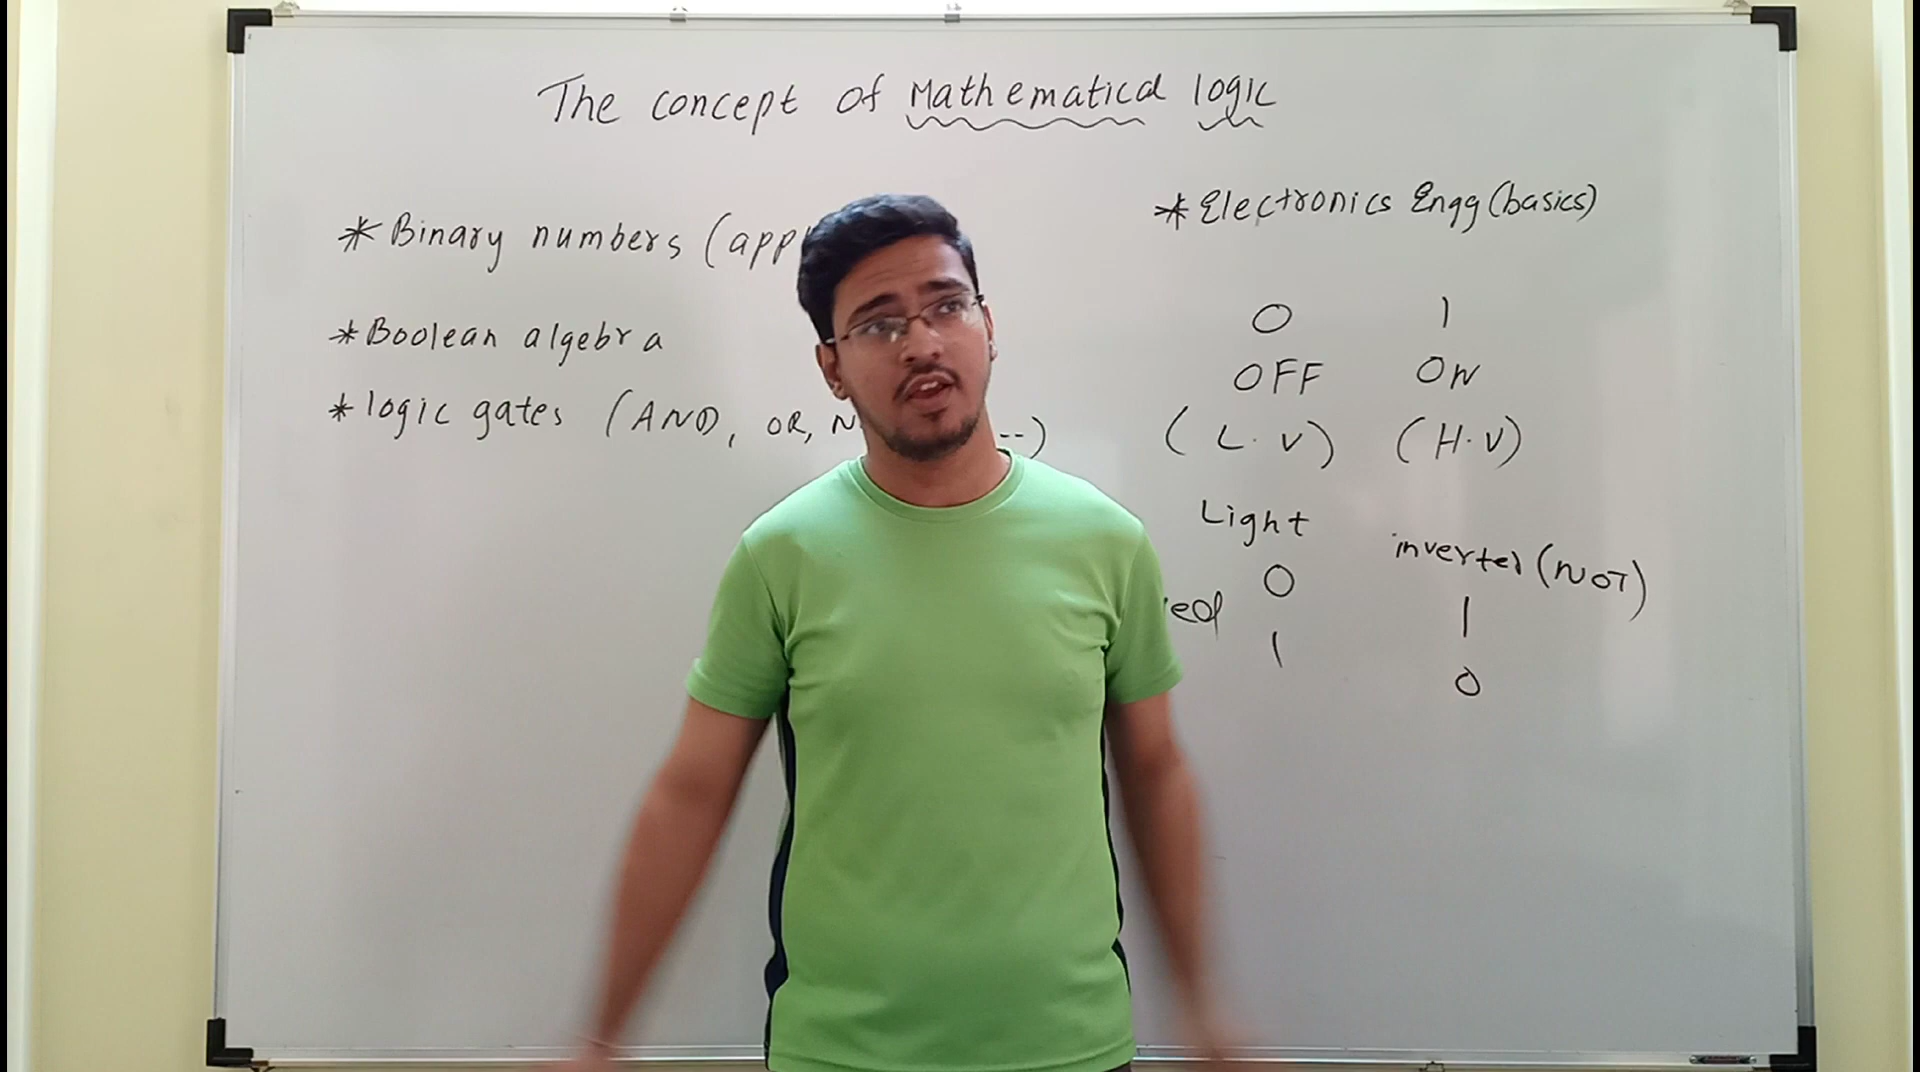 The concept of Mathematical logic
* Binary numbers (app
* Boolean algebra
* logic gates (AND, OR, N --)
* Electronics Engg (basics)
0 1
OFF ON
(L.V) (H.V)
Light inverter (NOT)
0 1
1 0